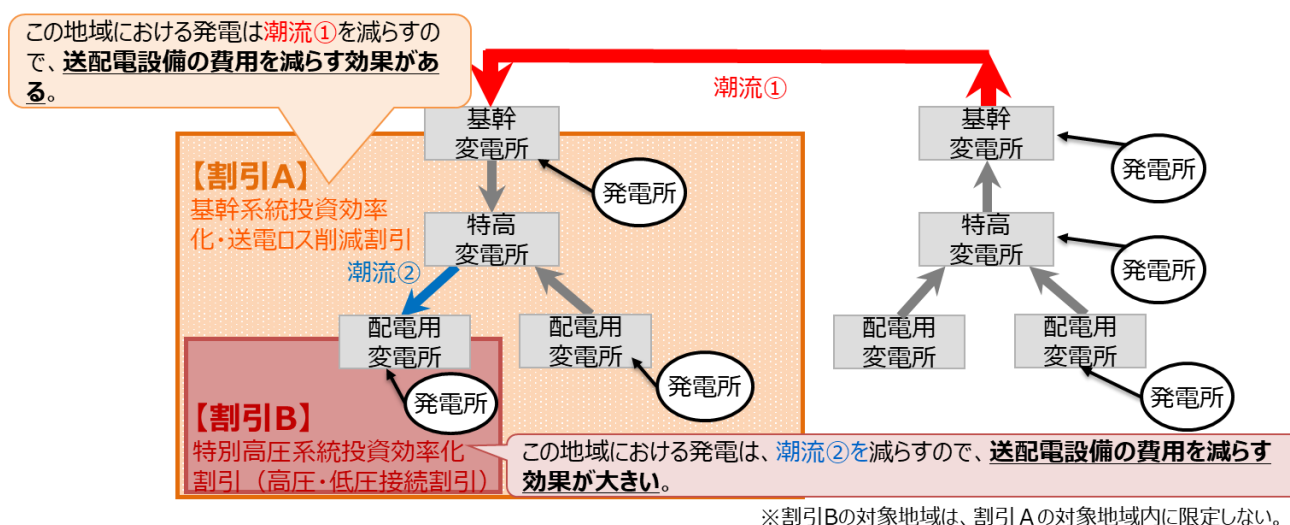 この地域における発電は潮流①を減らすの
で、送配電設備の費用を減らす効果があ
る。
潮流①
基幹
変電所
基幹
変電所
発電所
発電所
【割引A】
基幹系統投資効率
化・送電ロス削減割引
特高
変電所
特高
変電所
発電所
潮流②
配電用
変電所
配電用
変電所
配電用
変電所
配電用
変電所
発電所
発電所
発電所
【割引B】
特別高圧系統投資効率化
割引（高圧・低圧接続割引）
この地域における発電は、潮流②を減らすので、送配電設備の費用を減らす
効果が大きい。
※割引Bの対象地域は、割引Aの対象地域内に限定しない。